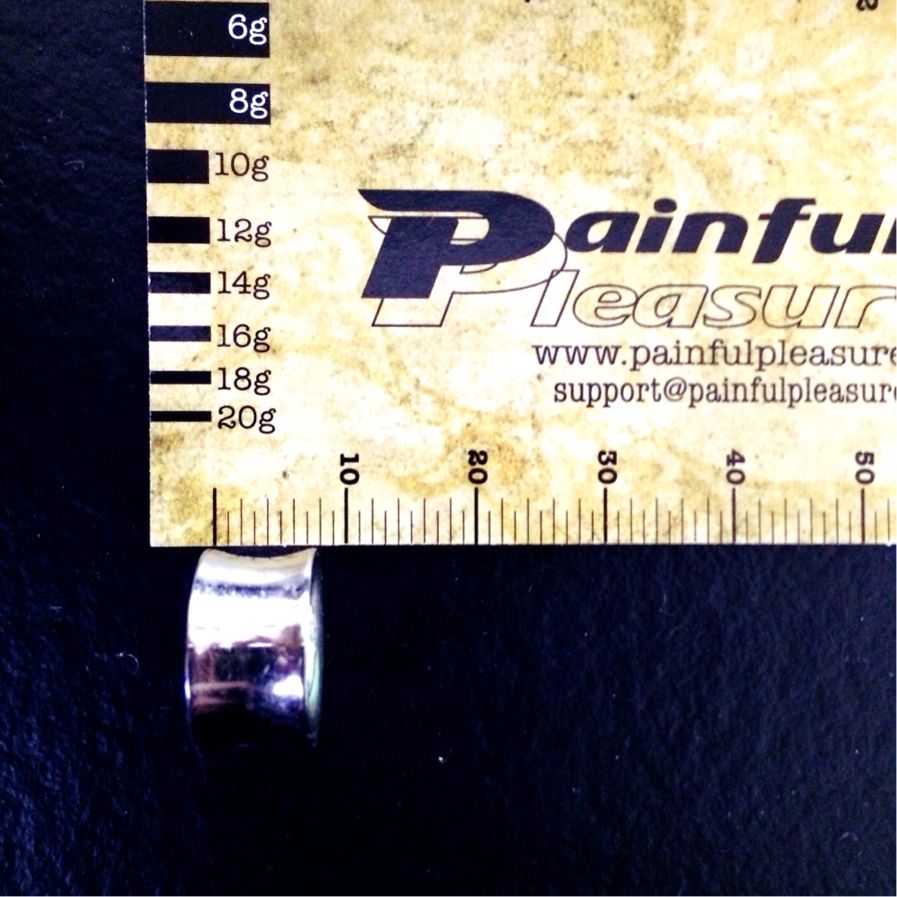 6g
8g
10g
12g
14g
16g
18g
20g
Painful
Pleasur
www.painfulpleasure
support@painfulpleasure
10 20 30 40 50